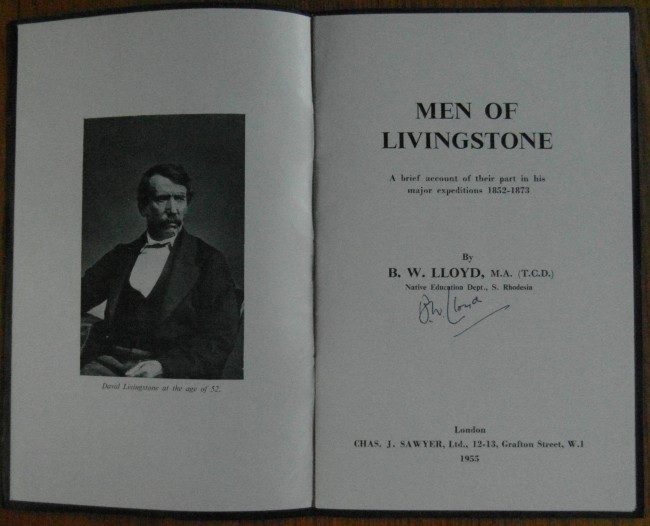 David Livingstone at the age of 52.
MEN OF
LIVINGSTONE
A brief account of their part in his
major expeditions 1852-1873
By
B. W. LLOYD, M.A. (T.C.D.)
Native Education Dept., S. Rhodesia
B.W. Lloyd
London
CHAS. J. SAWYER, Ltd., 12-13, Grafton Street, W.1
1955